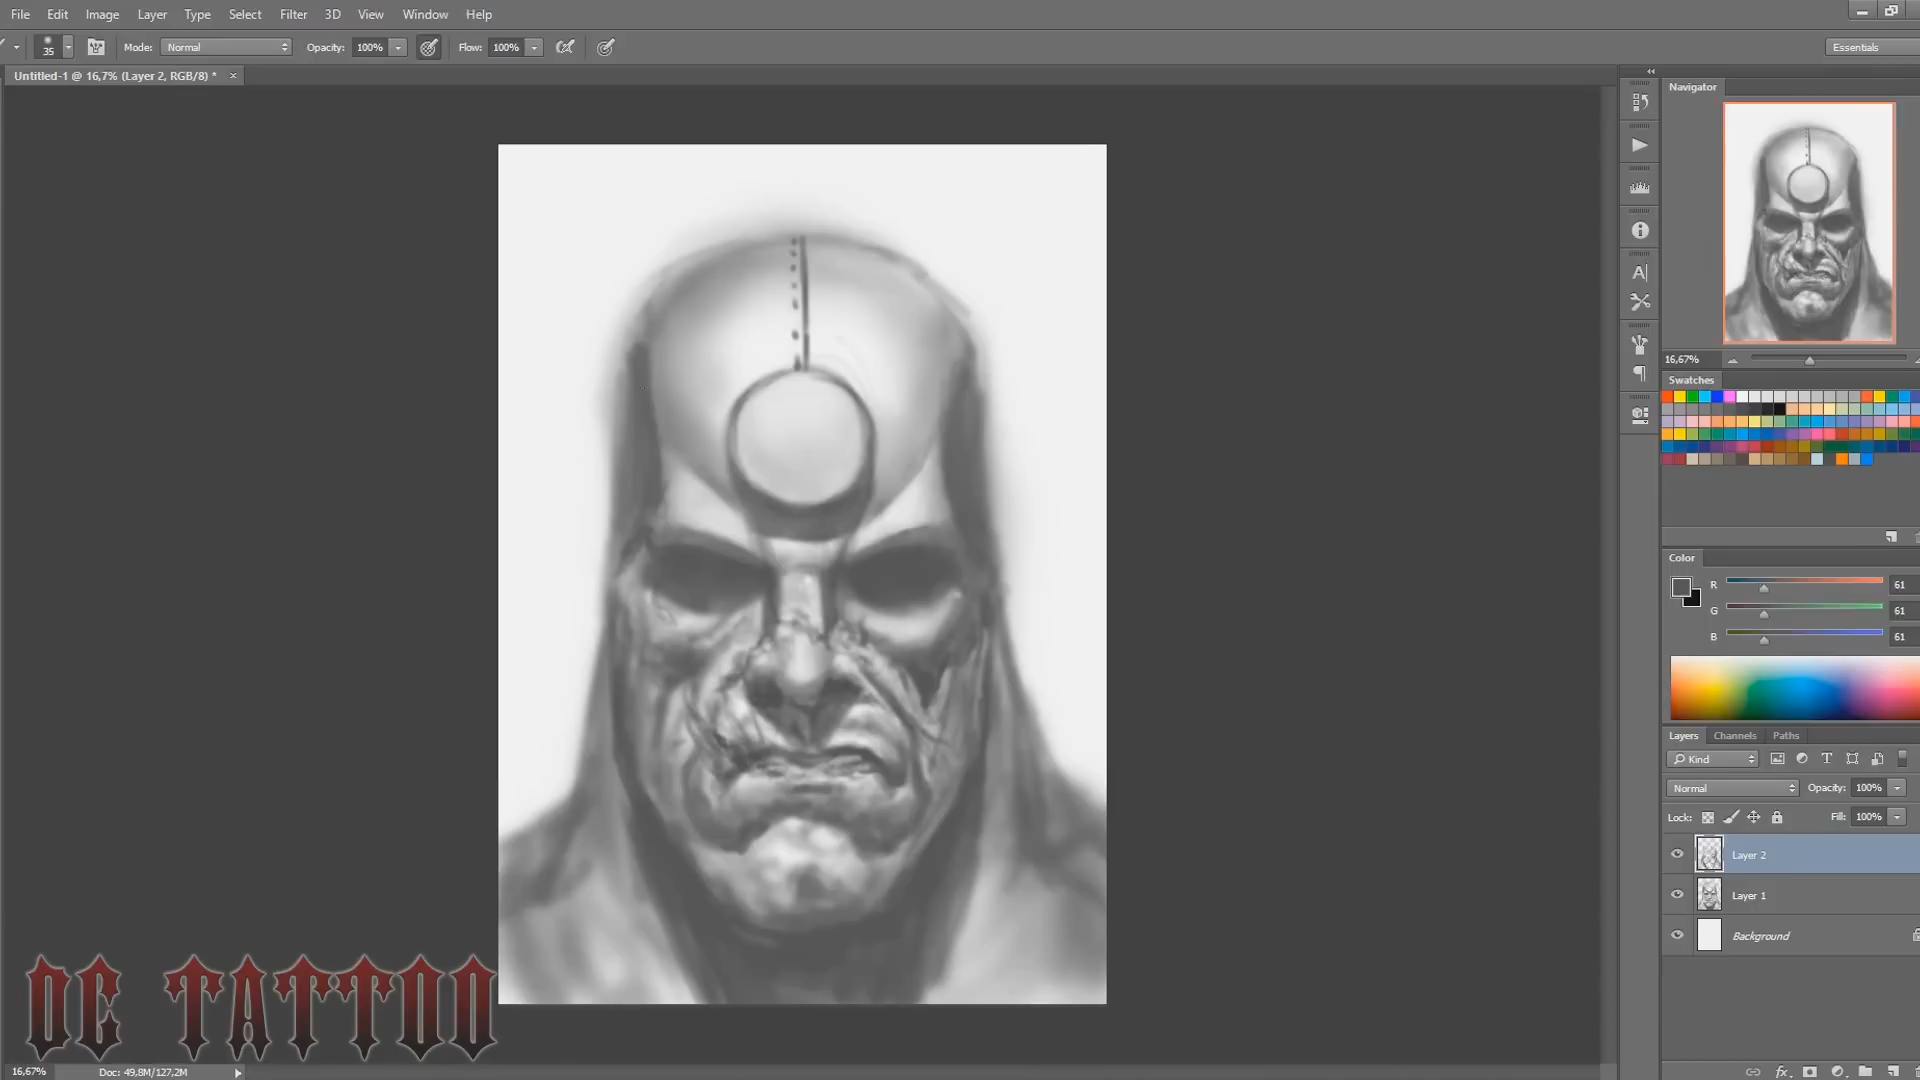 File Edit Image Layer Type Select Filter 3D View Window Help
35 Mode: Normal Opacity: 100% Flow: 100% Essentials
Untitled-1 @ 16,7% (Layer 2, RGB/8) * ×
Navigator
16,67%
Swatches
Color
R 61
G 61
B 61
Layers Channels Paths
Kind
Normal Opacity: 100%
Lock: Fill: 100%
Layer 2
Layer 1
Background
DE TATTOO
16,67% Doc: 49,8M/127,2M
fx